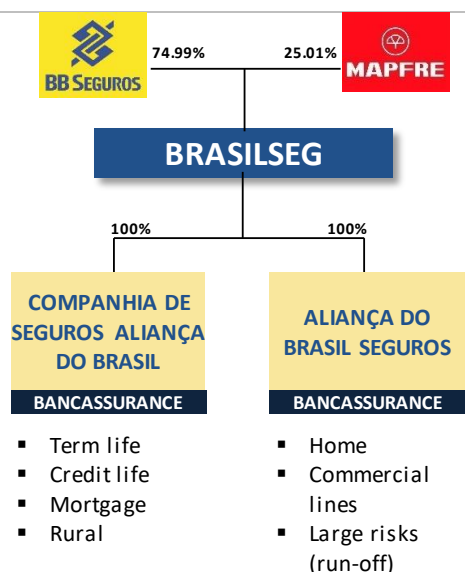 BB SEGUROS
74.99%
25.01%
MAPFRE
BRASILSEG
100%
100%
COMPANHIA DE
SEGUROS ALIANÇA
DO BRASIL
BANCASSURANCE
▪ Term life
▪ Credit life
▪ Mortgage
▪ Rural
ALIANÇA DO
BRASIL SEGUROS
BANCASSURANCE
▪ Home
▪ Commercial
lines
▪ Large risks
(run-off)